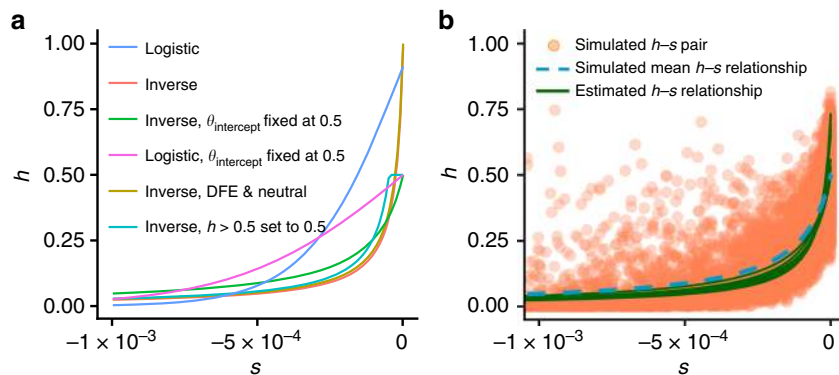 a
1.00
0.75
0.50
0.25
0.00
h
Logistic
Inverse
Inverse, θintercept fixed at 0.5
Logistic, θintercept fixed at 0.5
Inverse, DFE & neutral
Inverse, h > 0.5 set to 0.5
−1 × 10−3
−5 × 10−4
0
s
b
1.00
0.75
0.50
0.25
0.00
h
Simulated h–s pair
Simulated mean h–s relationship
Estimated h–s relationship
−1 × 10−3
−5 × 10−4
0
s